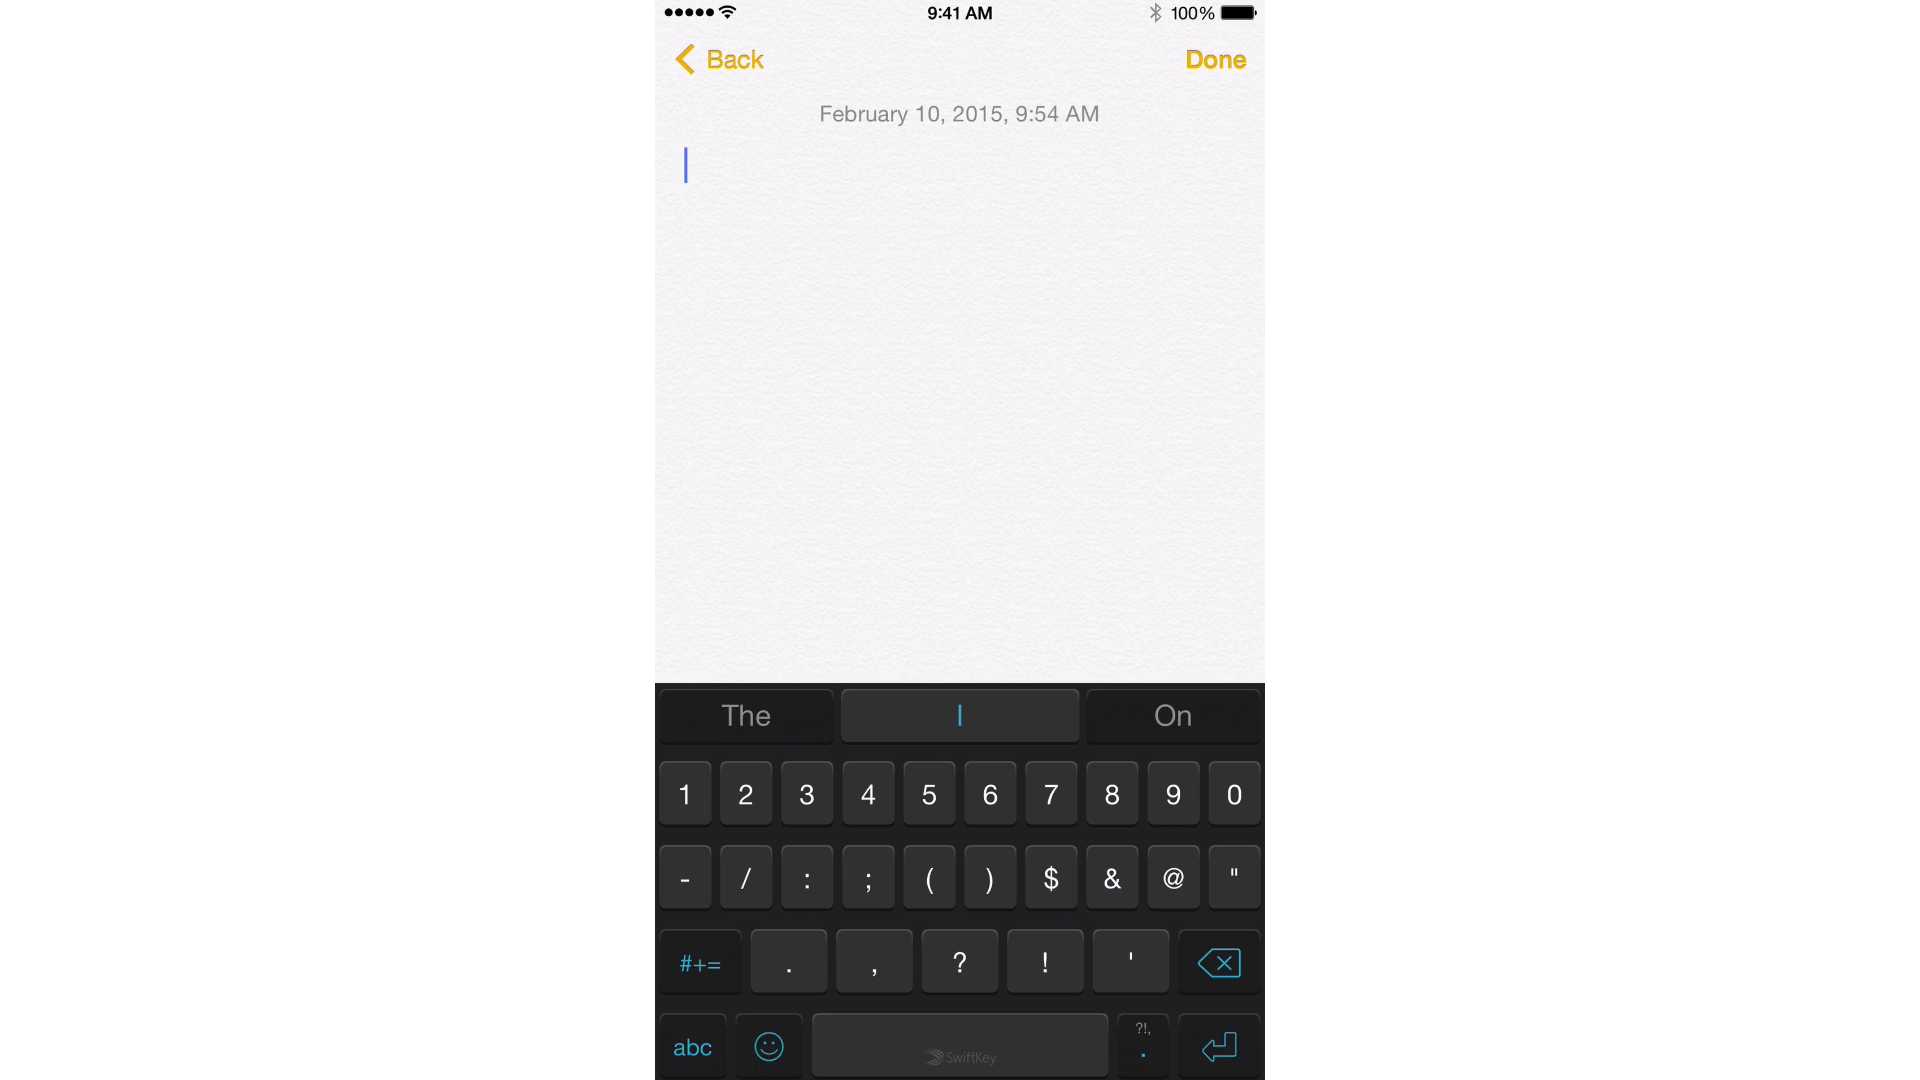 9:41 AM 100%
Back Done
February 10, 2015, 9:54 AM
The I On
1 2 3 4 5 6 7 8 9 0
- / : ; ( ) $ & @ "
#+= . , ? ! '
abc SwiftKey ?!, .